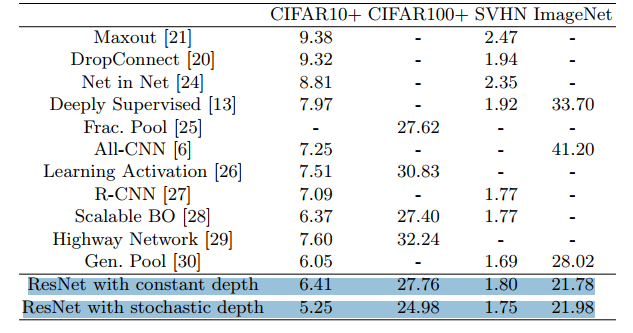 CIFAR10+ CIFAR100+ SVHN ImageNet
Maxout [21] 9.38 - 2.47 -
DropConnect [20] 9.32 - 1.94 -
Net in Net [24] 8.81 - 2.35 -
Deeply Supervised [13] 7.97 - 1.92 33.70
Frac. Pool [25] - 27.62 - -
All-CNN [6] 7.25 - - 41.20
Learning Activation [26] 7.51 30.83 - -
R-CNN [27] 7.09 - 1.77 -
Scalable BO [28] 6.37 27.40 1.77 -
Highway Network [29] 7.60 32.24 - -
Gen. Pool [30] 6.05 - 1.69 28.02
ResNet with constant depth 6.41 27.76 1.80 21.78
ResNet with stochastic depth 5.25 24.98 1.75 21.98